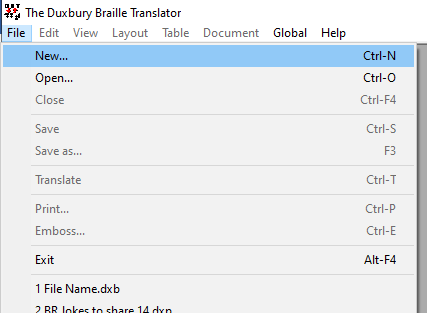 The Duxbury Braille Translator
File Edit View Layout Table Document Global Help
New... Ctrl-N
Open... Ctrl-O
Close Ctrl-F4
Save Ctrl-S
Save as... F3
Translate Ctrl-T
Print... Ctrl-P
Emboss... Ctrl-E
Exit Alt-F4
1 File Name.dxb
2 BR Jokes to share 14.dxp